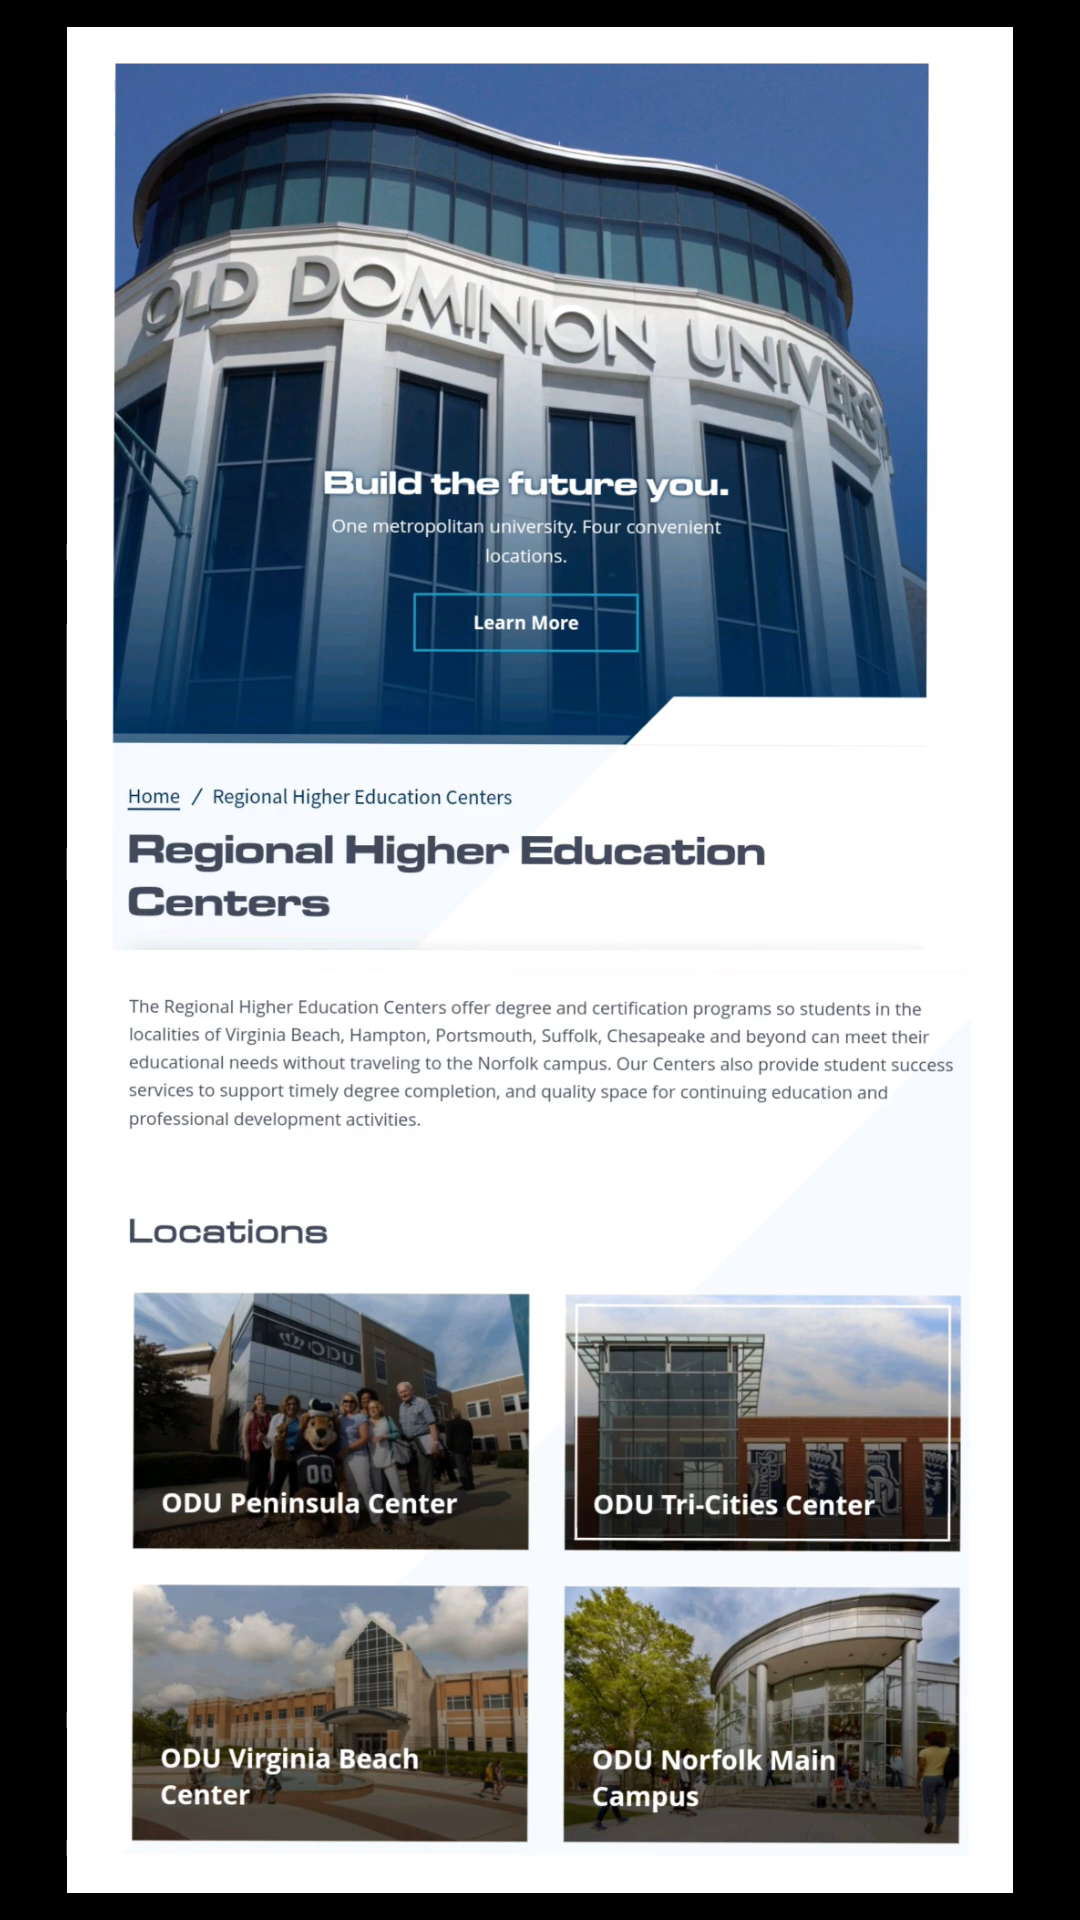 OLD DOMINION UNIVERS
Build the future you.
One metropolitan university. Four convenient
locations.
Learn More
Home / Regional Higher Education Centers
Regional Higher Education
Centers
The Regional Higher Education Centers offer degree and certification programs so students in the
localities of Virginia Beach, Hampton, Portsmouth, Suffolk, Chesapeake and beyond can meet their
educational needs without traveling to the Norfolk campus. Our Centers also provide student success
services to support timely degree completion, and quality space for continuing education and
professional development activities.
Locations
ODU
00
ODU Peninsula Center
ODU Tri-Cities Center
ODU Virginia Beach
Center
ODU Norfolk Main
Campus